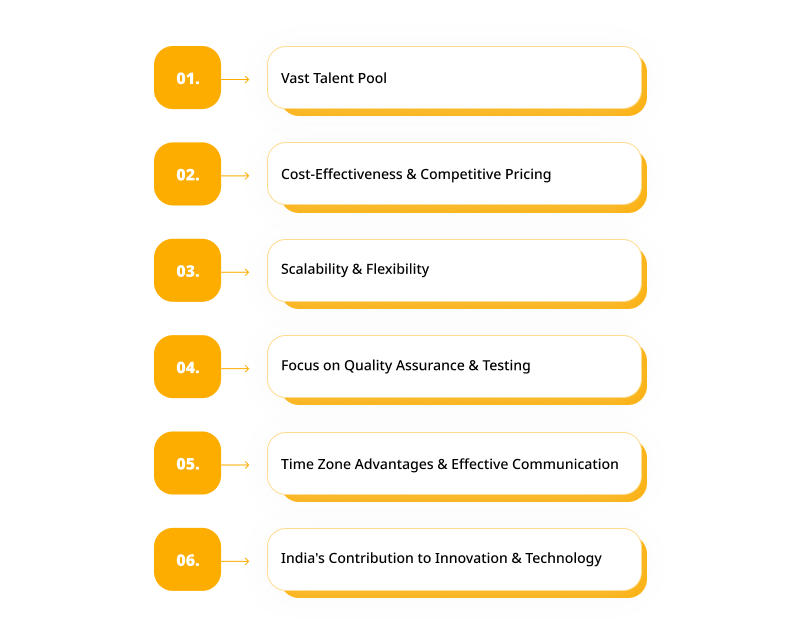 01.
Vast Talent Pool
02.
Cost-Effectiveness & Competitive Pricing
03.
Scalability & Flexibility
04.
Focus on Quality Assurance & Testing
05.
Time Zone Advantages & Effective Communication
06.
India's Contribution to Innovation & Technology